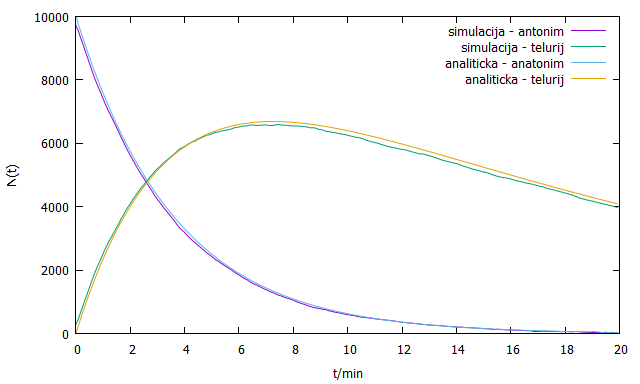 10000
8000
6000
4000
2000
0
N(t)
simulacija - antonim
simulacija - telurij
analiticka - anatonim
analiticka - telurij
0 2 4 6 8 10 12 14 16 18 20
t/min